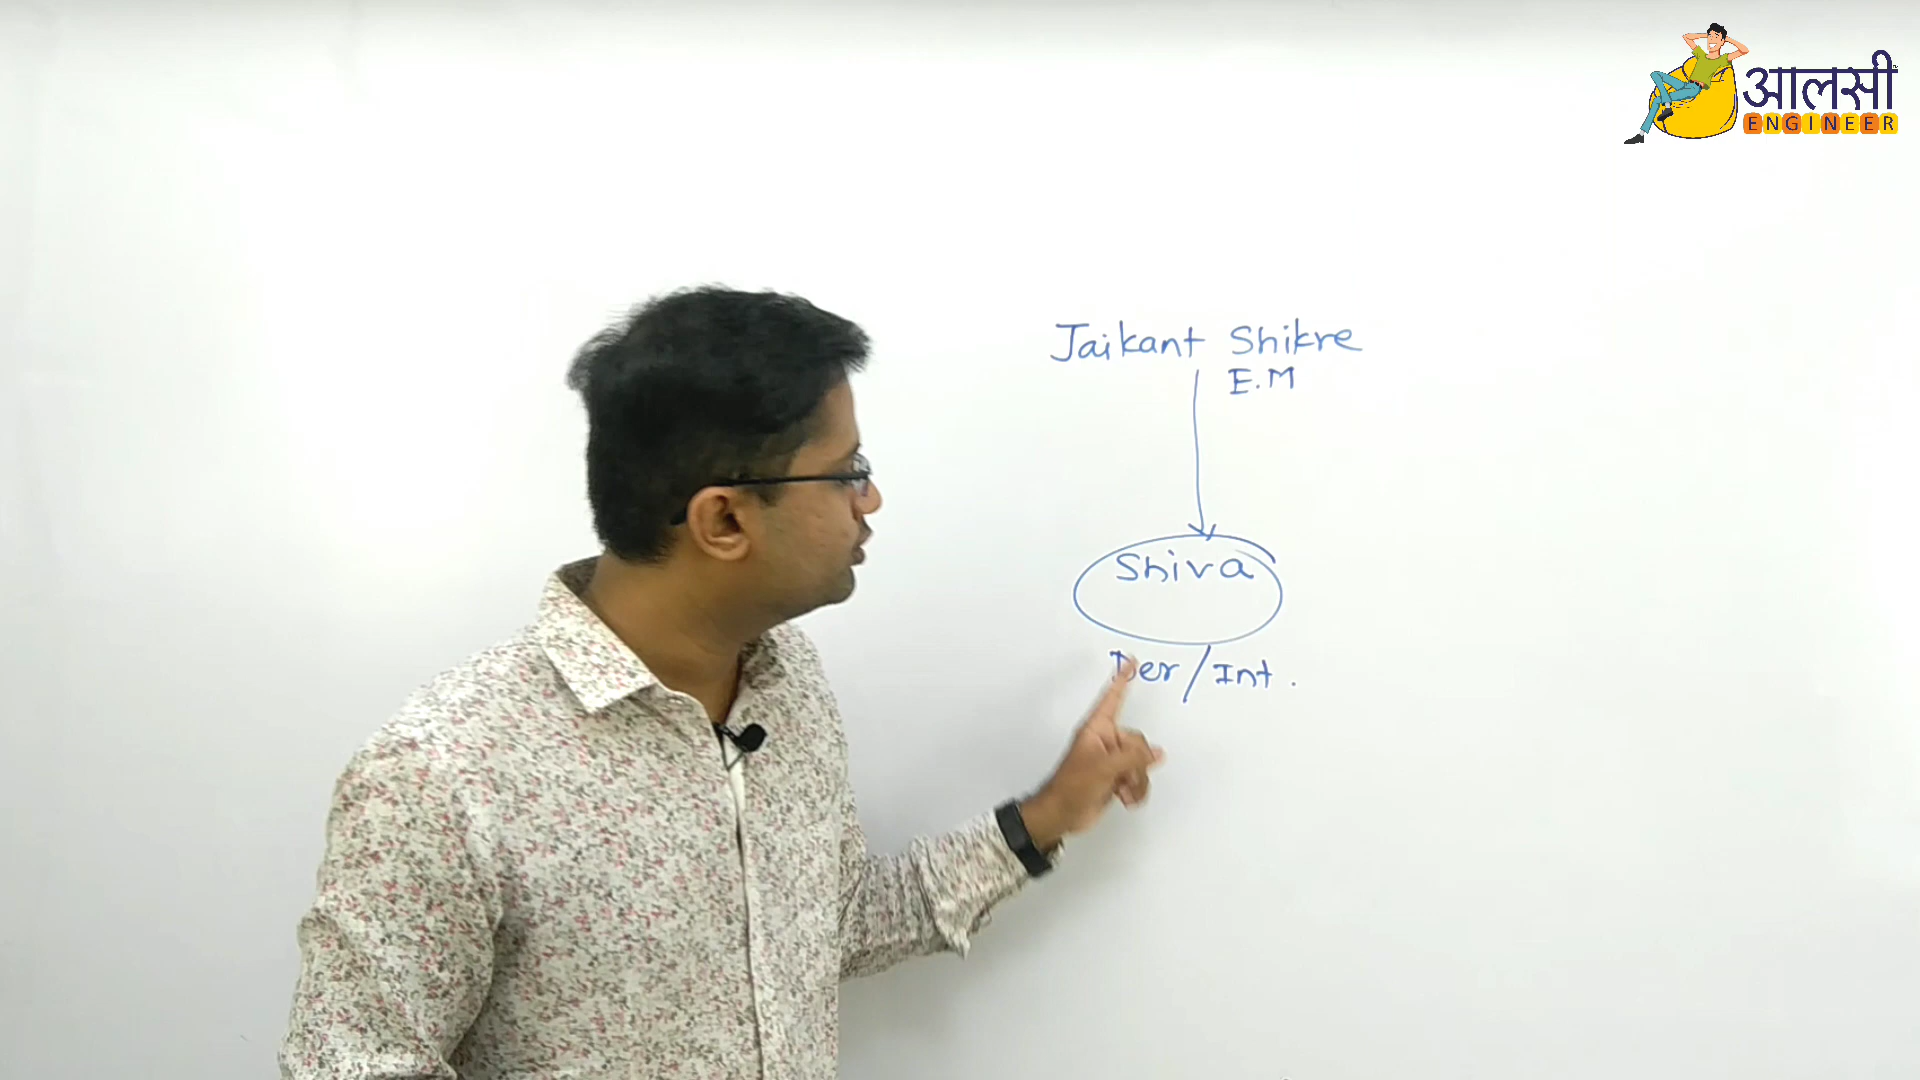 आलसी
ENGINEER
Jaikant Shikre
E.M
Shiva
Der/Int.